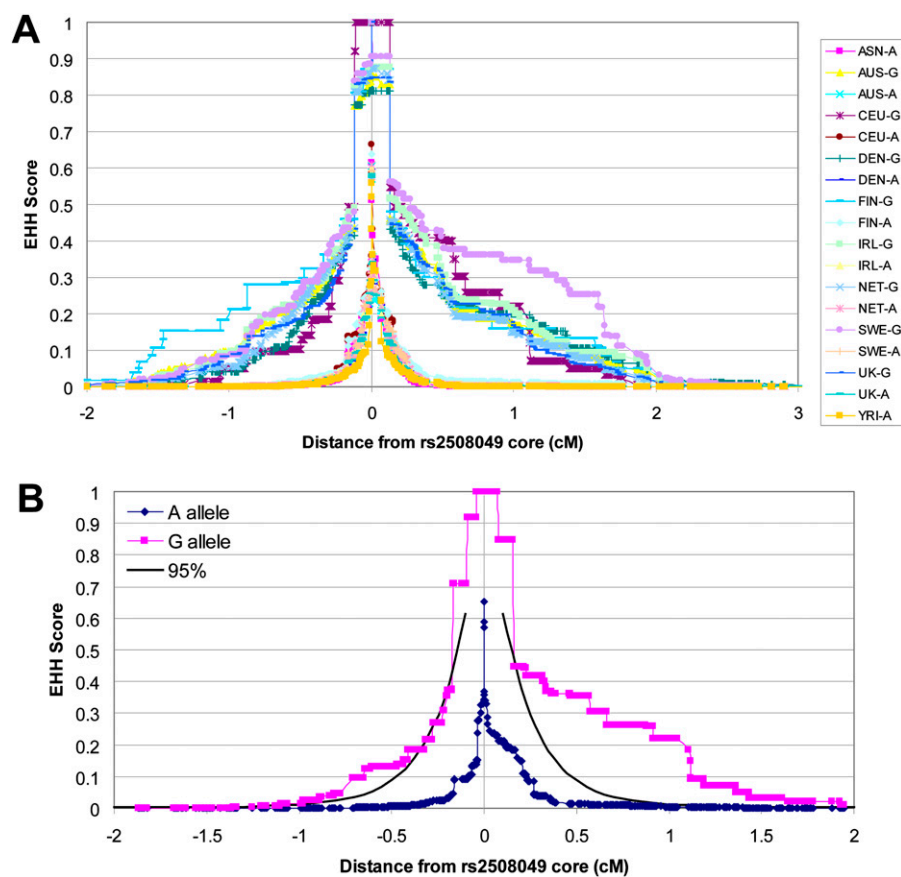 A
EHH Score
1
0.9
0.8
0.7
0.6
0.5
0.4
0.3
0.2
0.1
0
-2
-1
0
1
2
3
Distance from rs2508049 core (cM)
ASN-A
AUS-G
AUS-A
CEU-G
CEU-A
DEN-G
DEN-A
FIN-G
FIN-A
IRL-G
IRL-A
NET-G
NET-A
SWE-G
SWE-A
UK-G
UK-A
YRI-A
B
EHH Score
1
0.9
0.8
0.7
0.6
0.5
0.4
0.3
0.2
0.1
0
A allele
G allele
95%
-2
-1.5
-1
-0.5
0
0.5
1
1.5
2
Distance from rs2508049 core (cM)